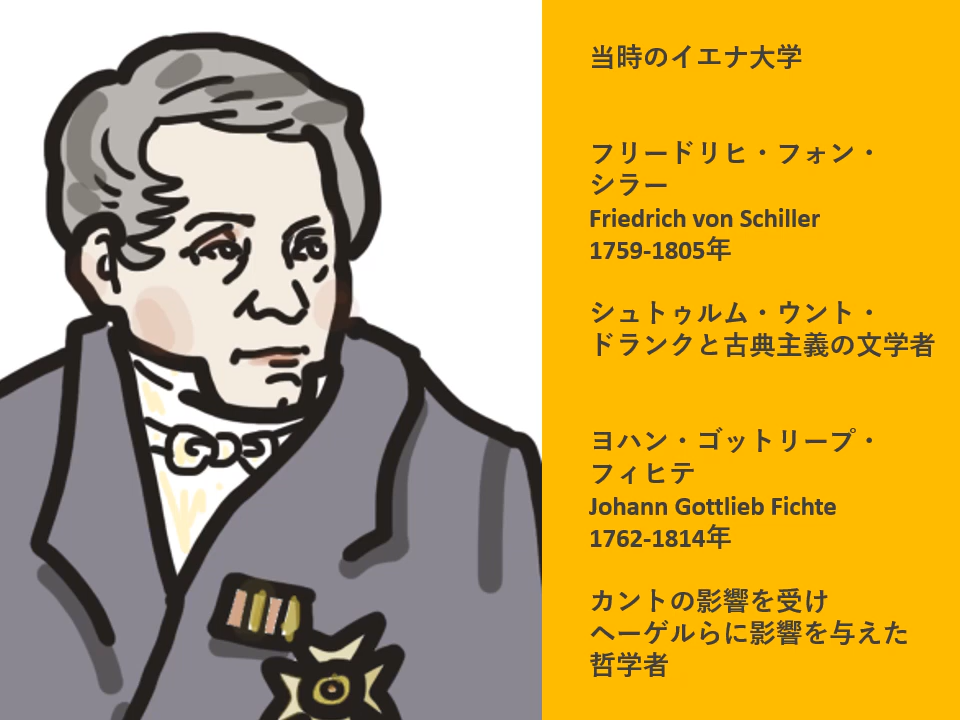 当時のイエナ大学
フリードリヒ・フォン・
シラー
Friedrich von Schiller
1759-1805年
シュトゥルム・ウント・
ドランクと古典主義の文学者
ヨハン・ゴットリープ・
フィヒテ
Johann Gottlieb Fichte
1762-1814年
カントの影響を受け
ヘーゲルらに影響を与えた
哲学者